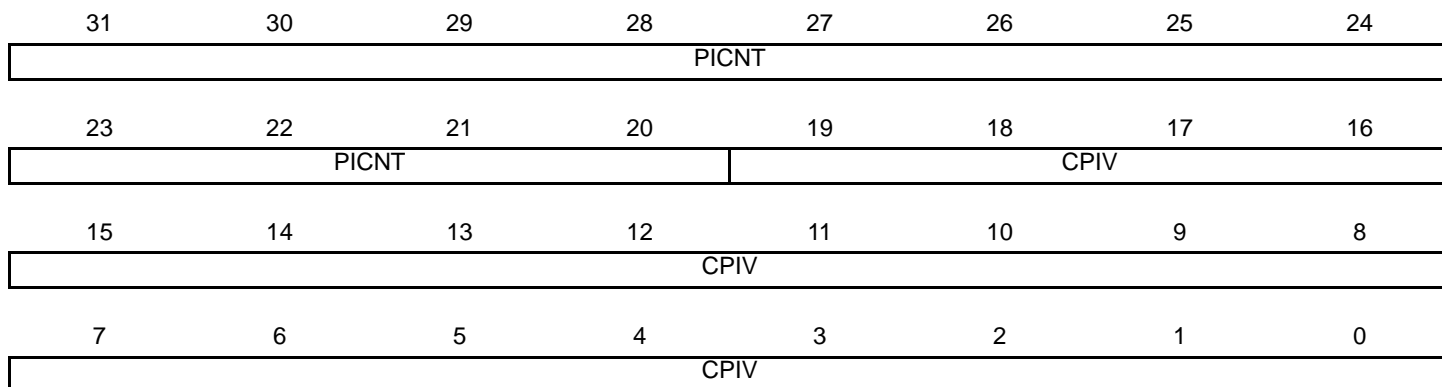 31 30 29 28 27 26 25 24
PICNT
23 22 21 20 19 18 17 16
PICNT CPIV
15 14 13 12 11 10 9 8
CPIV
7 6 5 4 3 2 1 0
CPIV